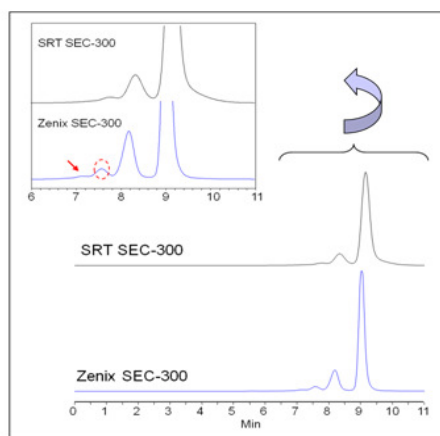 SRT SEC-300
Zenix SEC-300
6 7 8 9 10 11
SRT SEC-300
Zenix SEC-300
0 1 2 3 4 5 6 7 8 9 10 11
Min